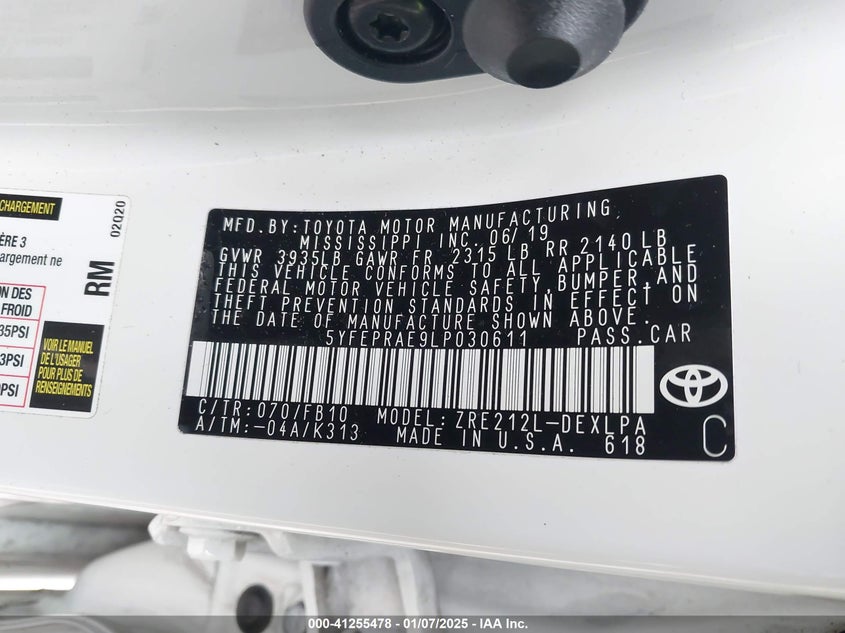 CHARGEMENT
ÈRE 3
argement ne
02020
RM
ON DES
FROID
35PSI
3PSI
PSI
VOIR LE MANUEL
DE L'USAGER
POUR PLUS DE
RENSEIGNEMENTS
MFD.BY:TOYOTA MOTOR MANUFACTURING
MISSISSIPPI INC. 06/19
GVWR 3935LB GAWR FR 2315 LB RR 2140 LB
THIS VEHICLE CONFORMS TO ALL APPLICABLE
FEDERAL MOTOR VEHICLE SAFETY,BUMPER,AND
THEFT PREVENTION STANDARDS IN EFFECT ON
THE DATE OF MANUFACTURE SHOWN ABOVE.
5YFEPRAE9LP030611 PASS.CAR
C/TR:070/FB10 MODEL:ZRE212L-DEXLPA
A/TM:-04A/K313 MADE IN U.S.A. 618
C
000-41255478 - 01/07/2025 - IAA Inc.